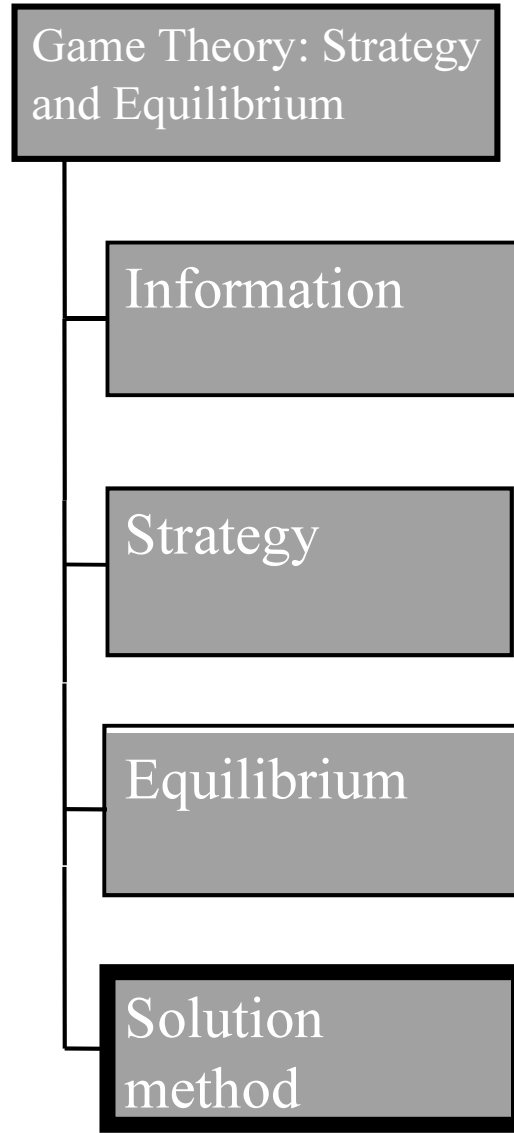 Game Theory: Strategy
and Equilibrium
Information
Strategy
Equilibrium
Solution
method